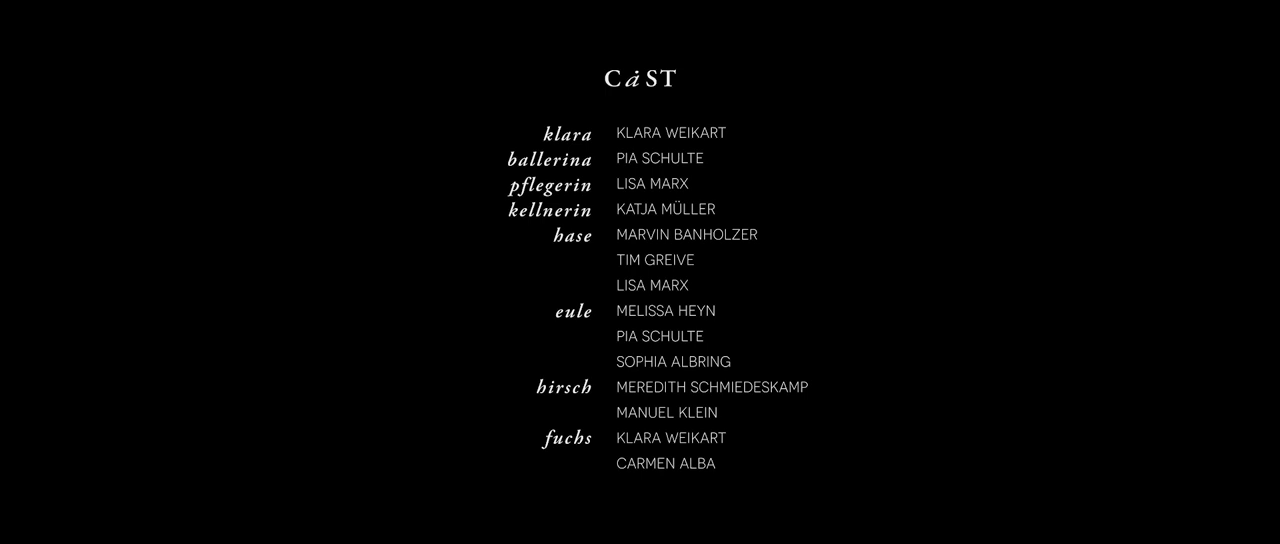 CȧST
klara KLARA WEIKART
ballerina PIA SCHULTE
pflegerin LISA MARX
kellnerin KATJA MÜLLER
hase MARVIN BANHOLZER
TIM GREIVE
LISA MARX
eule MELISSA HEYN
PIA SCHULTE
SOPHIA ALBRING
hirsch MEREDITH SCHMIEDESKAMP
MANUEL KLEIN
fuchs KLARA WEIKART
CARMEN ALBA